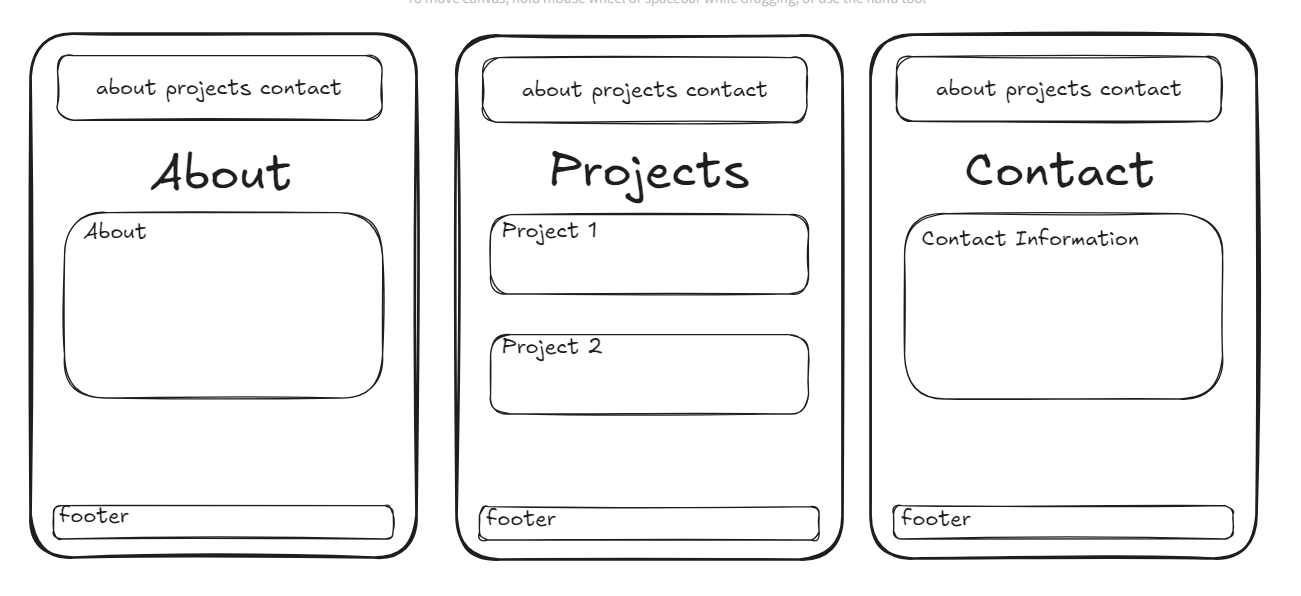 To move canvas, hold mouse wheel or spacebar while dragging, or use the hand tool
about projects contact
About
About
footer
about projects contact
Projects
Project 1
Project 2
footer
about projects contact
Contact
Contact Information
footer